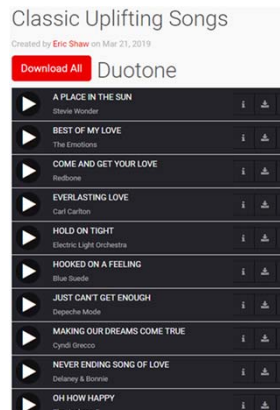 Classic Uplifting Songs
Created by Eric Shaw on Mar 21, 2019
Download All Duotone
A PLACE IN THE SUN
Stevie Wonder
BEST OF MY LOVE
The Emotions
COME AND GET YOUR LOVE
Redbone
EVERLASTING LOVE
Carl Carlton
HOLD ON TIGHT
Electric Light Orchestra
HOOKED ON A FEELING
Blue Suede
JUST CAN'T GET ENOUGH
Depeche Mode
MAKING OUR DREAMS COME TRUE
Cyndi Grecco
NEVER ENDING SONG OF LOVE
Delaney & Bonnie
OH HOW HAPPY